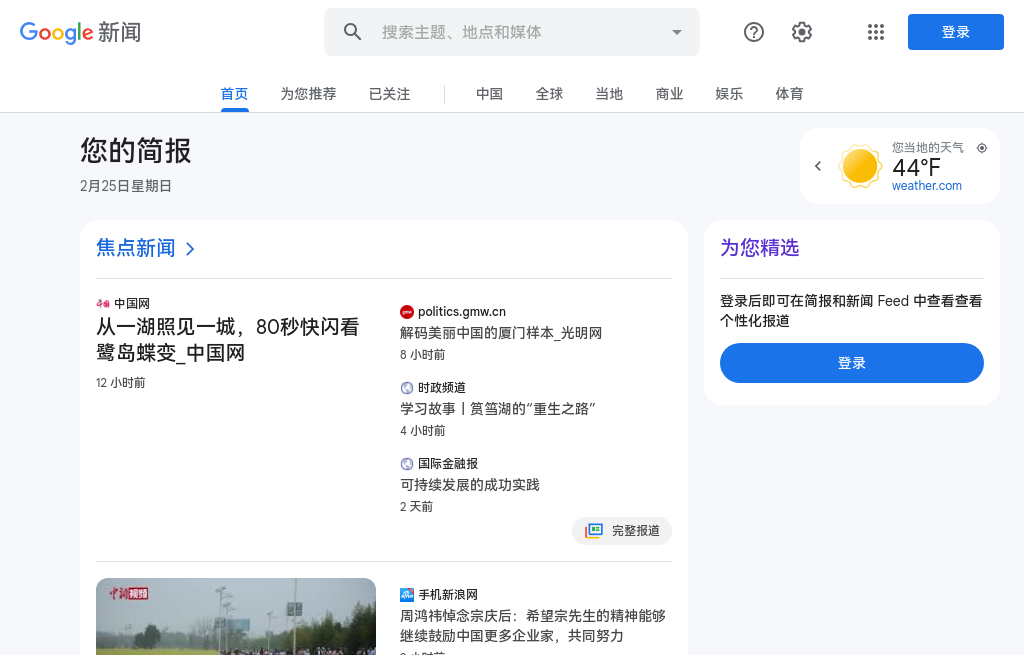 Google 新闻
搜索主题、地点和媒体
登录
首页
为您推荐
已关注
中国
全球
当地
商业
娱乐
体育
您的简报
2月25日星期日
您当地的天气
44°F
weather.com
焦点新闻
中国网
从一湖照见一城，80秒快闪看
鹭岛蝶变_中国网
12 小时前
politics.gmw.cn
解码美丽中国的厦门样本_光明网
8 小时前
时政频道
学习故事丨筼筜湖的“重生之路”
4 小时前
国际金融报
可持续发展的成功实践
2 天前
完整报道
中新视频
手机新浪网
周鸿祎悼念宗庆后：希望宗先生的精神能够
继续鼓励中国更多企业家，共同努力
为您精选
登录后即可在简报和新闻 Feed 中查看查看
个性化报道
登录